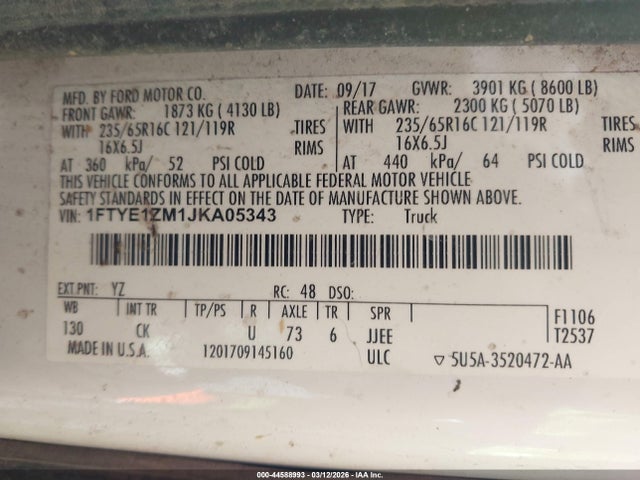 MFD. BY FORD MOTOR CO. DATE: 09/17 GVWR: 3901 KG ( 8600 LB)
FRONT GAWR: 1873 KG ( 4130 LB) REAR GAWR: 2300 KG ( 5070 LB)
WITH 235/65R16C 121/119R TIRES WITH 235/65R16C 121/119R TIRES
16X6.5J RIMS 16X6.5J RIMS
AT 360 kPa/ 52 PSI COLD AT 440 kPa/ 64 PSI COLD
THIS VEHICLE CONFORMS TO ALL APPLICABLE FEDERAL MOTOR VEHICLE
SAFETY STANDARDS IN EFFECT ON THE DATE OF MANUFACTURE SHOWN ABOVE.
VIN: 1FTYE1ZM1JKA05343 TYPE: Truck
EXT PNT: YZ RC: 48 DSO:
WB INT TR TP/PS R AXLE TR SPR F1106
130 CK U 73 6 JJEE T2537
MADE IN U.S.A. 1201709145160 ULC ▽ 5U5A-3520472-AA
000-44588993 - 03/12/2026 - IAA Inc.